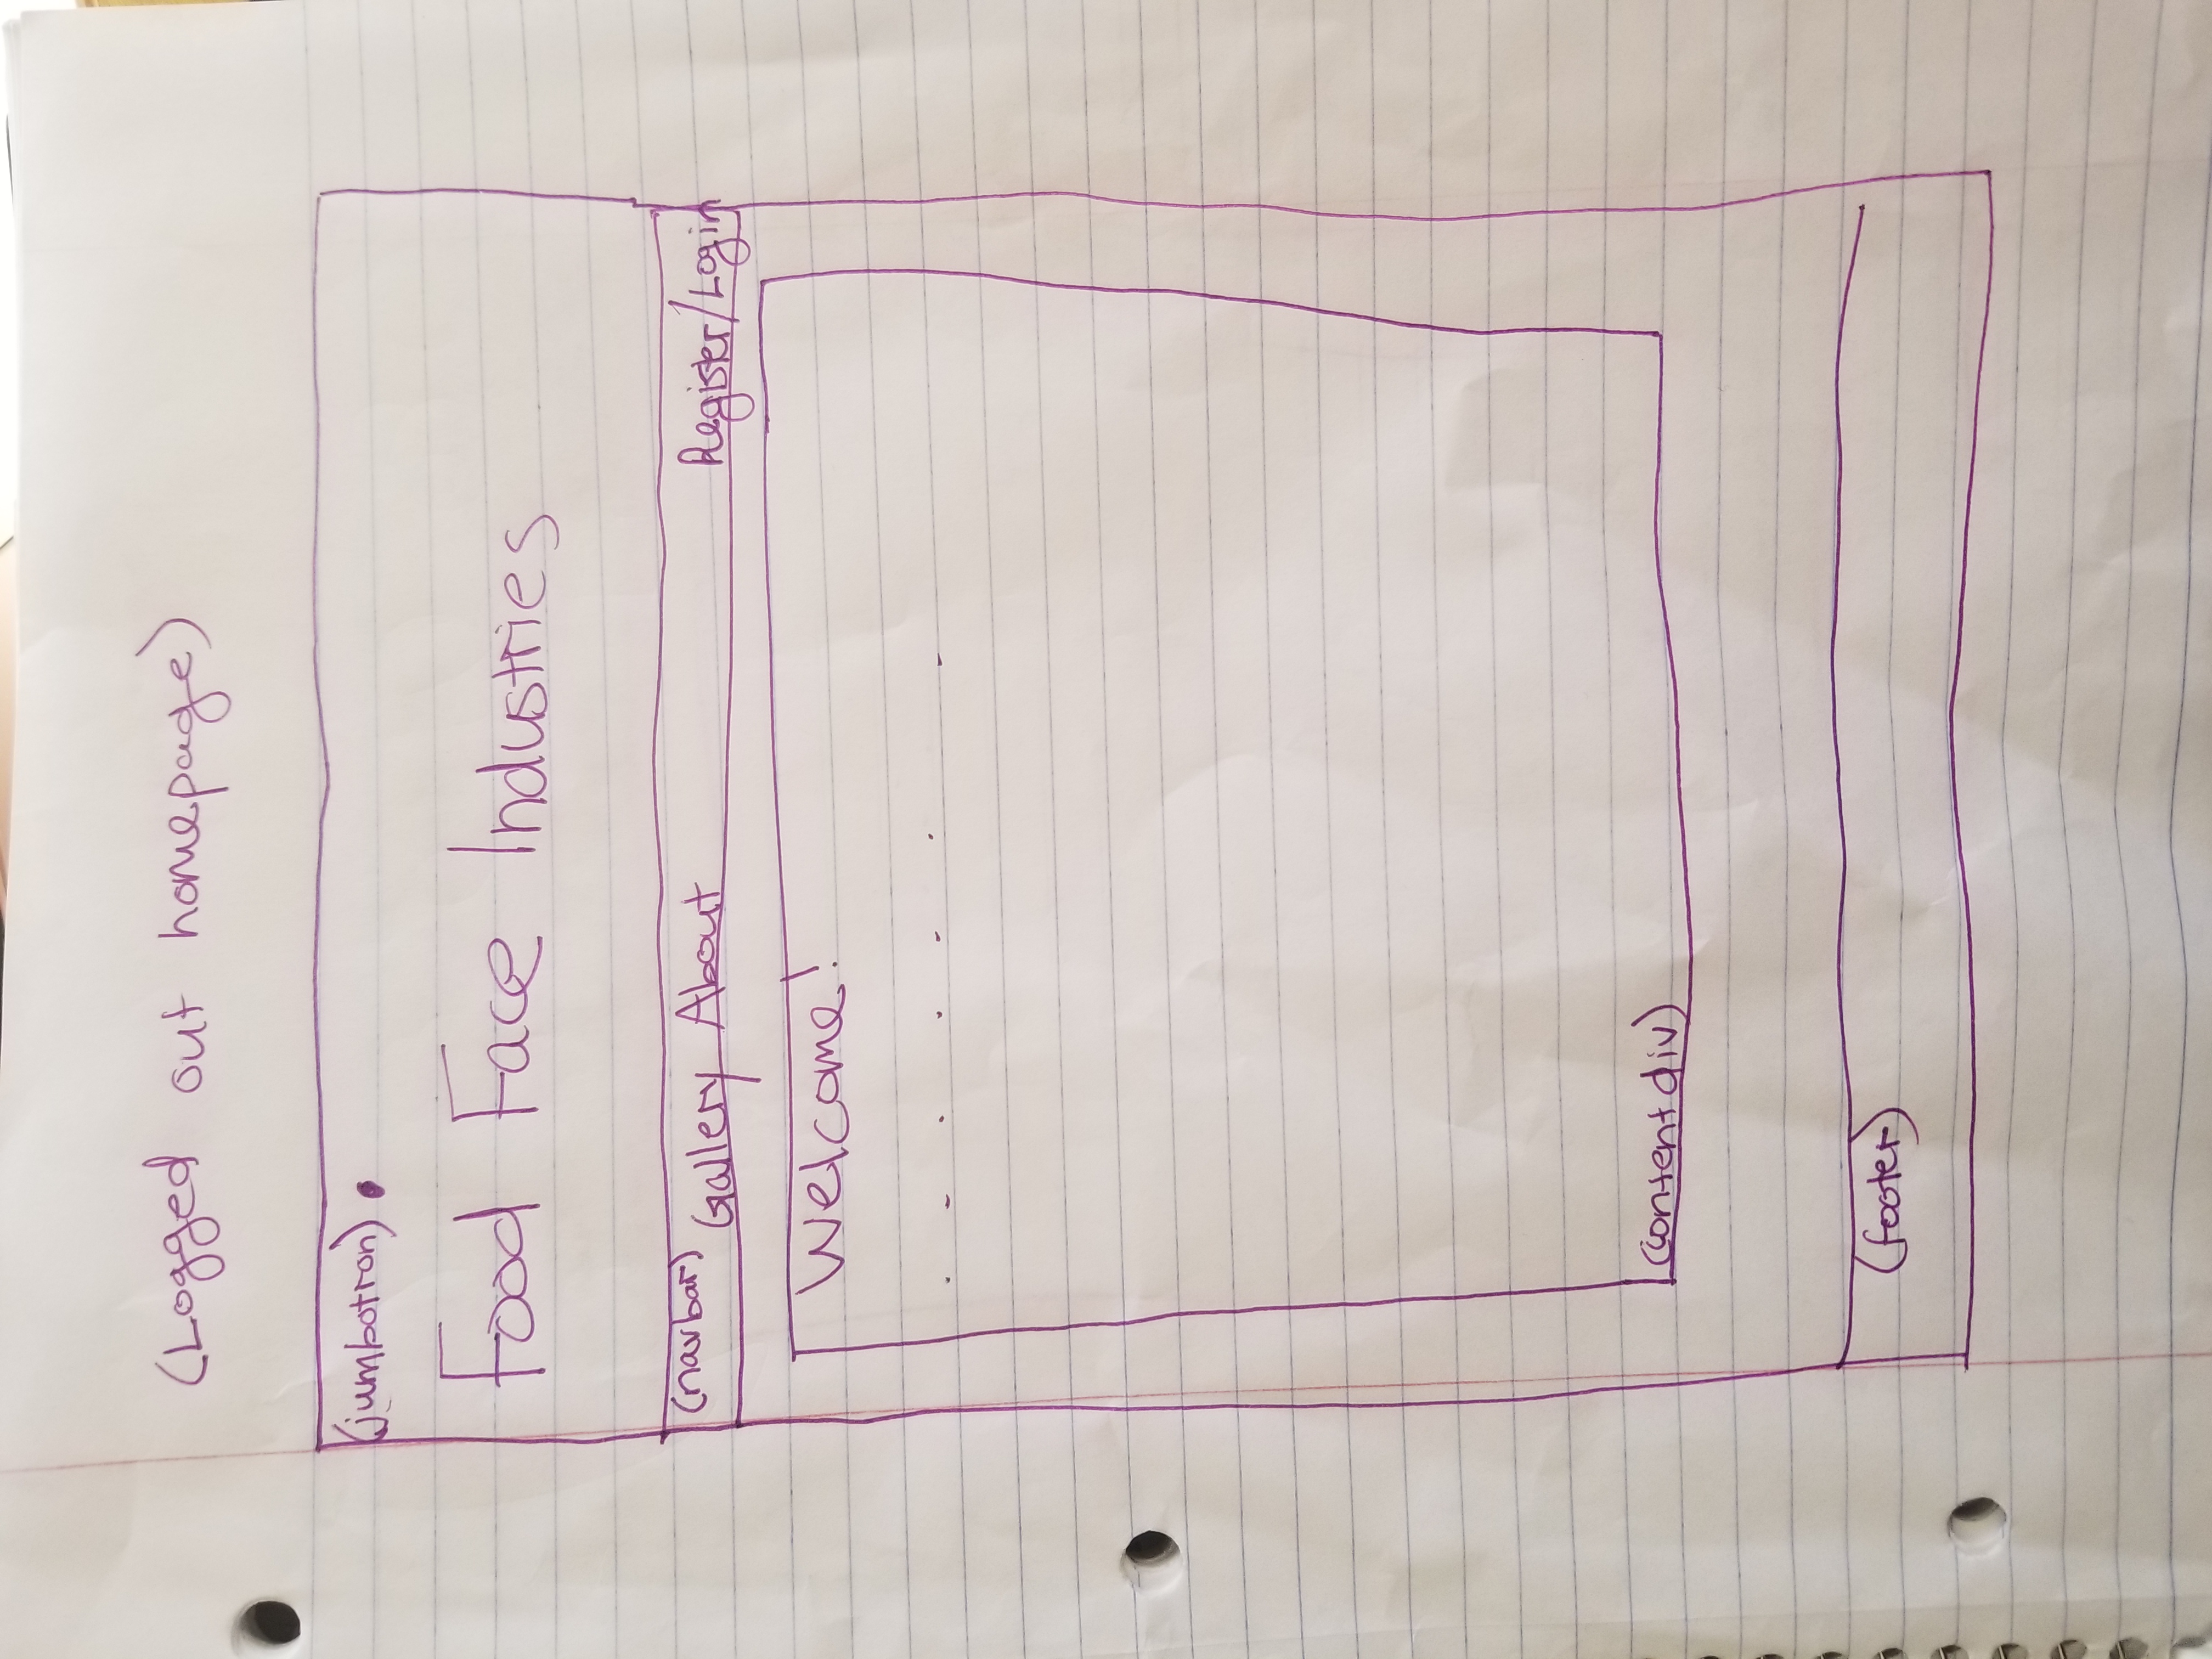 (Logged out homepage)
(jumbotron)
Food Face Industries
(navbar) Gallery About Register/Login
Welcome!
(content div)
(footer)